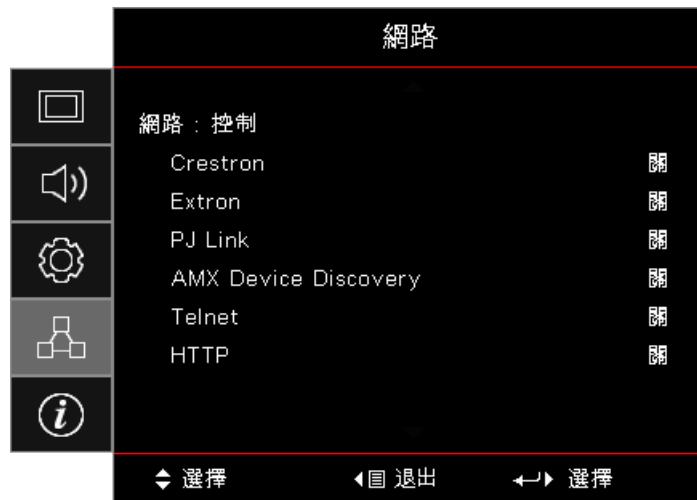 網路
網路 : 控制
Crestron 關
Extron 關
PJ Link 關
AMX Device Discovery 關
Telnet 關
HTTP 關
選擇 退出 選擇